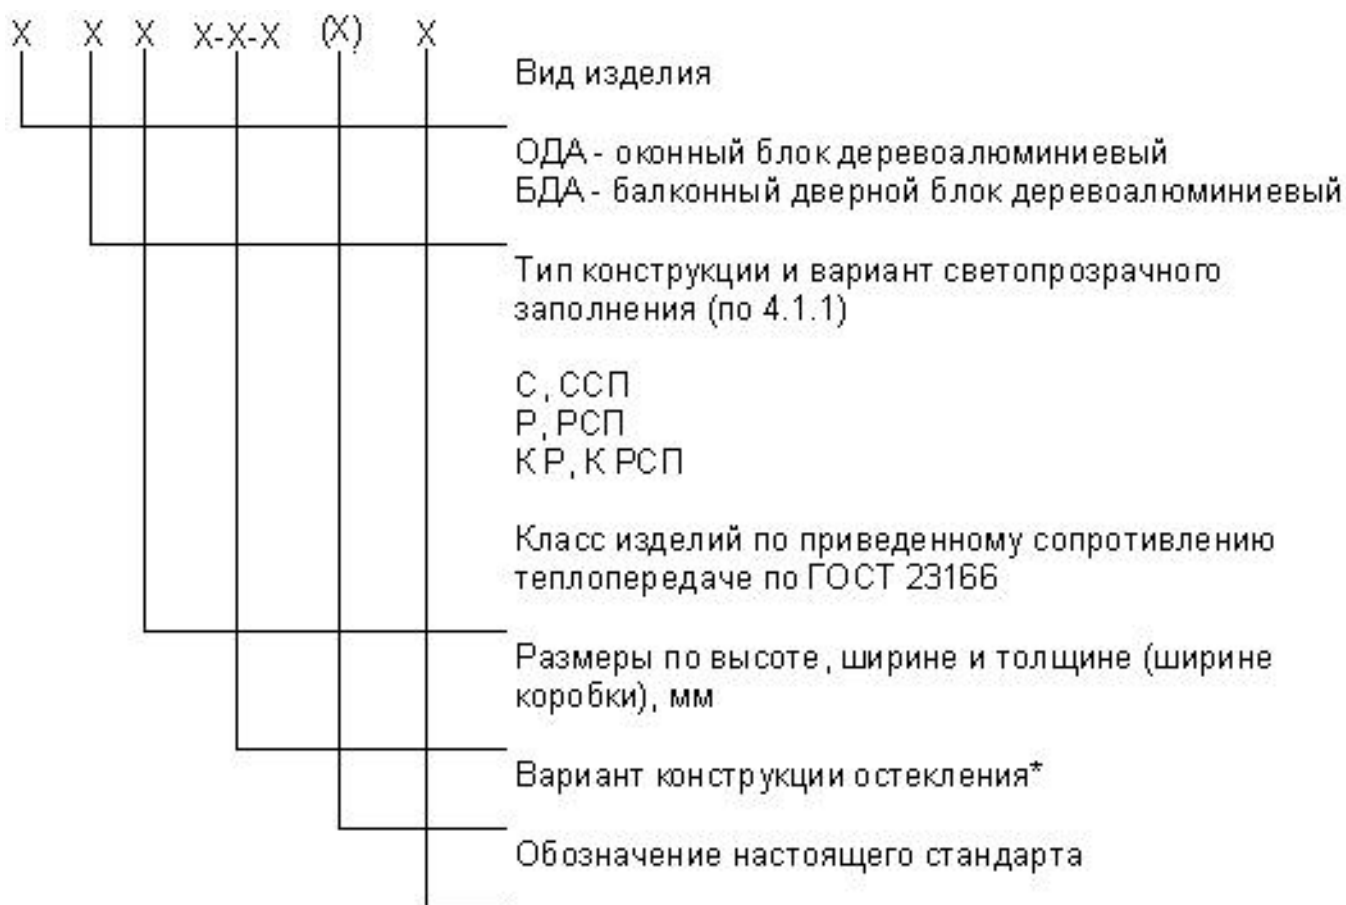 X X X X-X-X (X) X
Вид изделия
ОДА - оконный блок деревоалюминиевый
БДА - балконный дверной блок деревоалюминиевый
Тип конструкции и вариант светопрозрачного
заполнения (по 4.1.1)
С, ССП
Р, РСП
КР, КРСП
Класс изделий по приведенному сопротивлению
теплопередаче по ГОСТ 23166
Размеры по высоте, ширине и толщине (ширине
коробки), мм
Вариант конструкции остекления*
Обозначение настоящего стандарта